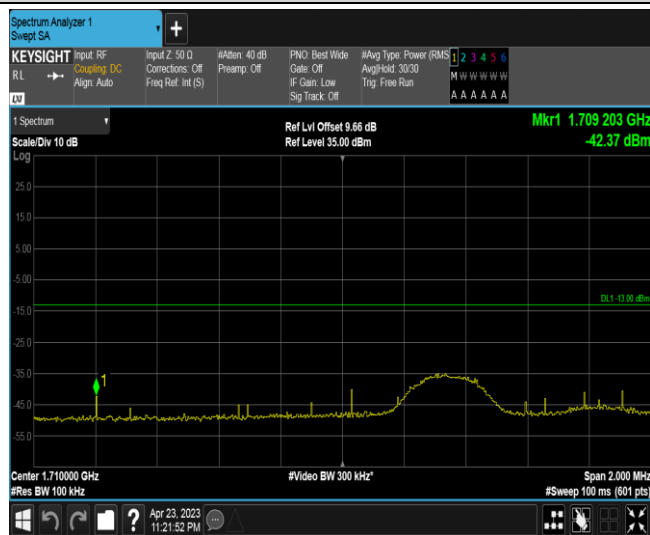 Spectrum Analyzer 1
Swept SA
+
KEYSIGHT
RL
LXI
Input: RF
Coupling: DC
Align: Auto
Input Z: 50 Ω
Corrections: Off
Freq Ref: Int (S)
#Atten: 40 dB
Preamp: Off
PNO: Best Wide
Gate: Off
IF Gain: Low
Sig Track: Off
#Avg Type: Power (RMS
Avg|Hold: 30/30
Trig: Free Run
1 2 3 4 5 6
M W W W W W
A A A A A A
1 Spectrum
Scale/Div 10 dB
Log
Ref Lvl Offset 9.66 dB
Ref Level 35.00 dBm
Mkr1 1.709 203 GHz
-42.37 dBm
25.0
15.0
5.00
-5.00
DL1 -13.00 dBm
-15.0
-25.0
-35.0
1
-45.0
-55.0
Center 1.710000 GHz
#Res BW 100 kHz
#Video BW 300 kHz*
Span 2.000 MHz
#Sweep 100 ms (601 pts)
?
Apr 23, 2023
11:21:52 PM